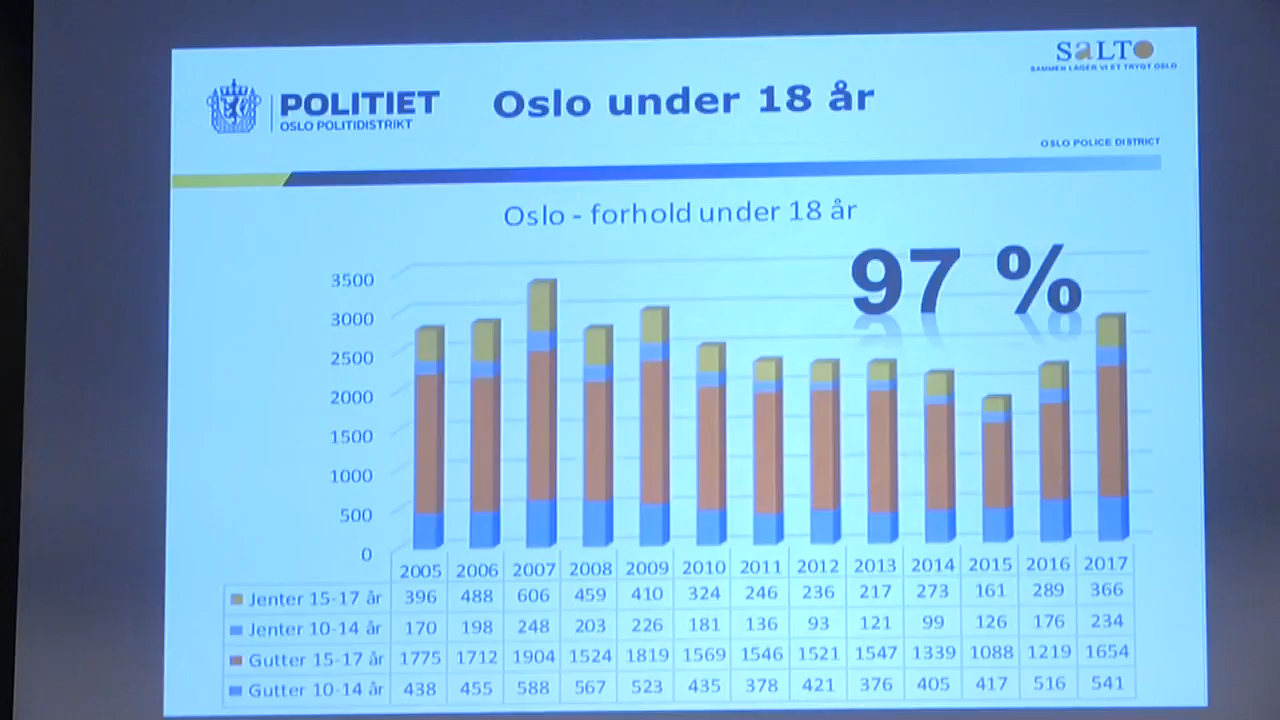 SaLTO
SAMMEN LAGER VI ET TRYGT OSLO
POLITIET
OSLO POLITIDISTRIKT
Oslo under 18 år
OSLO POLICE DISTRICT
Oslo - forhold under 18 år
97 %
3500
3000
2500
2000
1500
1000
500
0
2005 2006 2007 2008 2009 2010 2011 2012 2013 2014 2015 2016 2017
Jenter 15-17 år 396 488 606 459 410 324 246 236 217 273 161 289 366
Jenter 10-14 år 170 198 248 203 226 181 136 93 121 99 126 176 234
Gutter 15-17 år 1775 1712 1904 1524 1819 1569 1546 1521 1547 1339 1088 1219 1654
Gutter 10-14 år 438 455 588 567 523 435 378 421 376 405 417 516 541